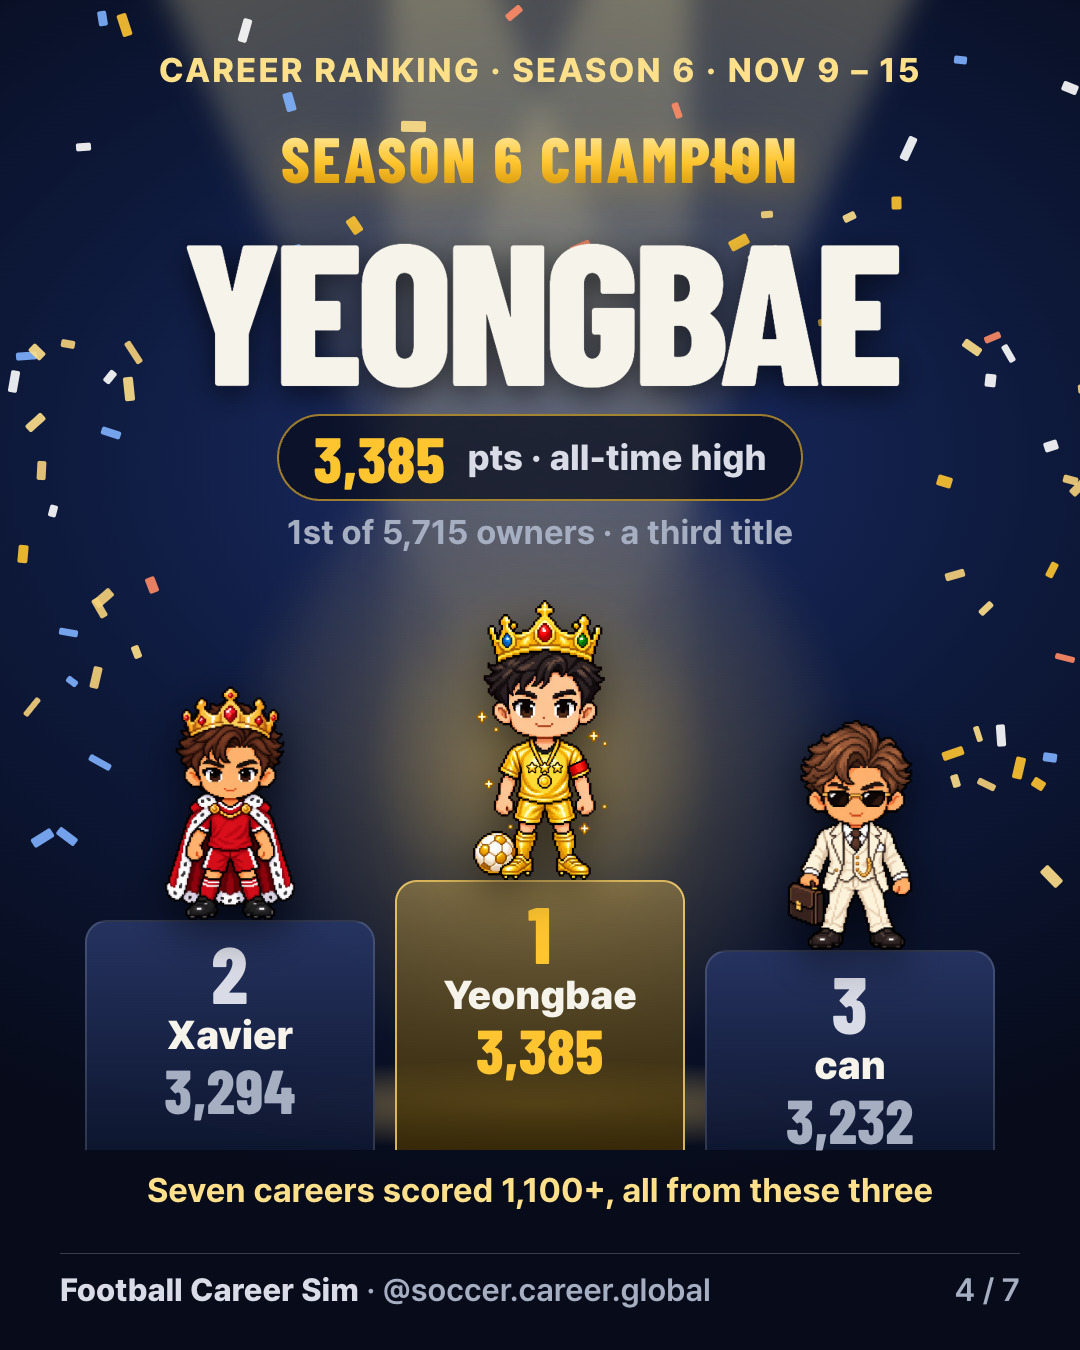 CAREER RANKING · SEASON 6 · NOV 9 – 15
SEASON 6 CHAMPION
YEONGBAE
3,385 pts · all-time high
1st of 5,715 owners · a third title
1
Yeongbae
3,385
2
Xavier
3,294
3
can
3,232
Seven careers scored 1,100+, all from these three
Football Career Sim · @soccer.career.global
4 / 7